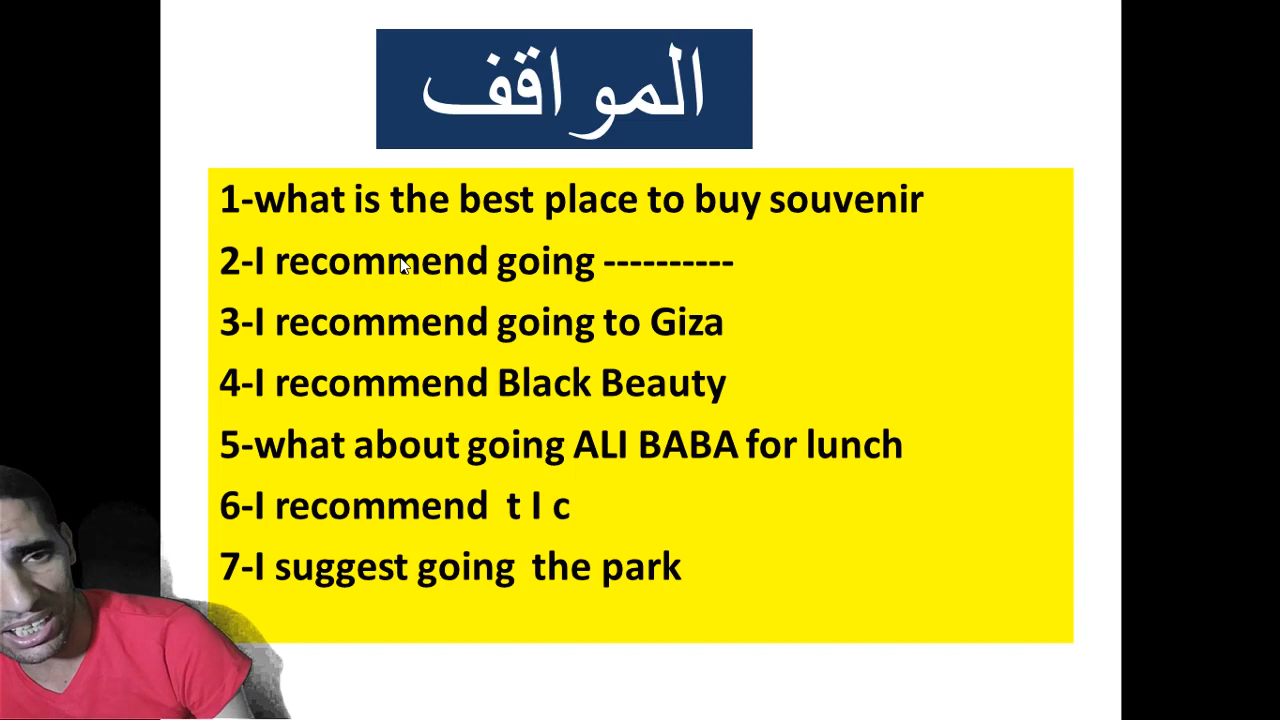 المواقف
1-what is the best place to buy souvenir
2-I recommend going ----------
3-I recommend going to Giza
4-I recommend Black Beauty
5-what about going ALI BABA for lunch
6-I recommend  t I c
7-I suggest going  the park